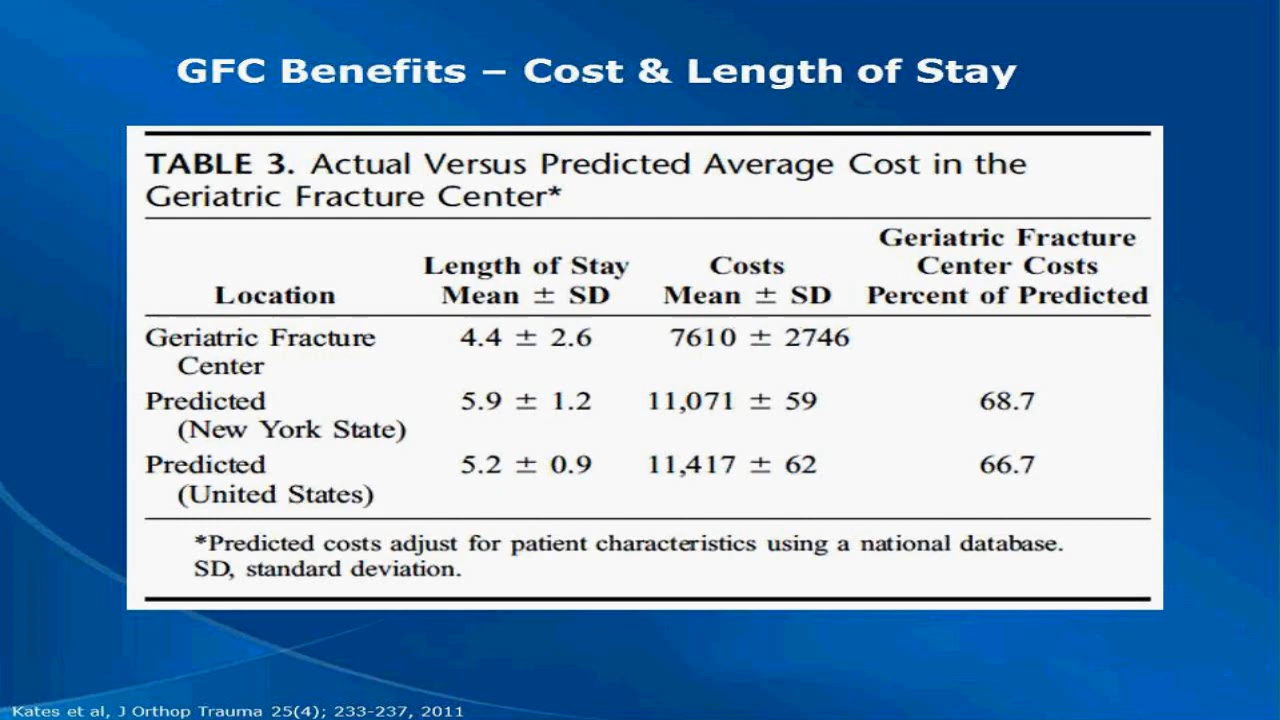 GFC Benefits – Cost & Length of Stay
TABLE 3. Actual Versus Predicted Average Cost in the
Geriatric Fracture Center*
Geriatric Fracture
Length of Stay Costs Center Costs
Location Mean ± SD Mean ± SD Percent of Predicted
Geriatric Fracture 4.4 ± 2.6 7610 ± 2746
Center
Predicted 5.9 ± 1.2 11,071 ± 59 68.7
(New York State)
Predicted 5.2 ± 0.9 11,417 ± 62 66.7
(United States)
*Predicted costs adjust for patient characteristics using a national database.
SD, standard deviation.
Kates et al, J Orthop Trauma 25(4); 233-237, 2011